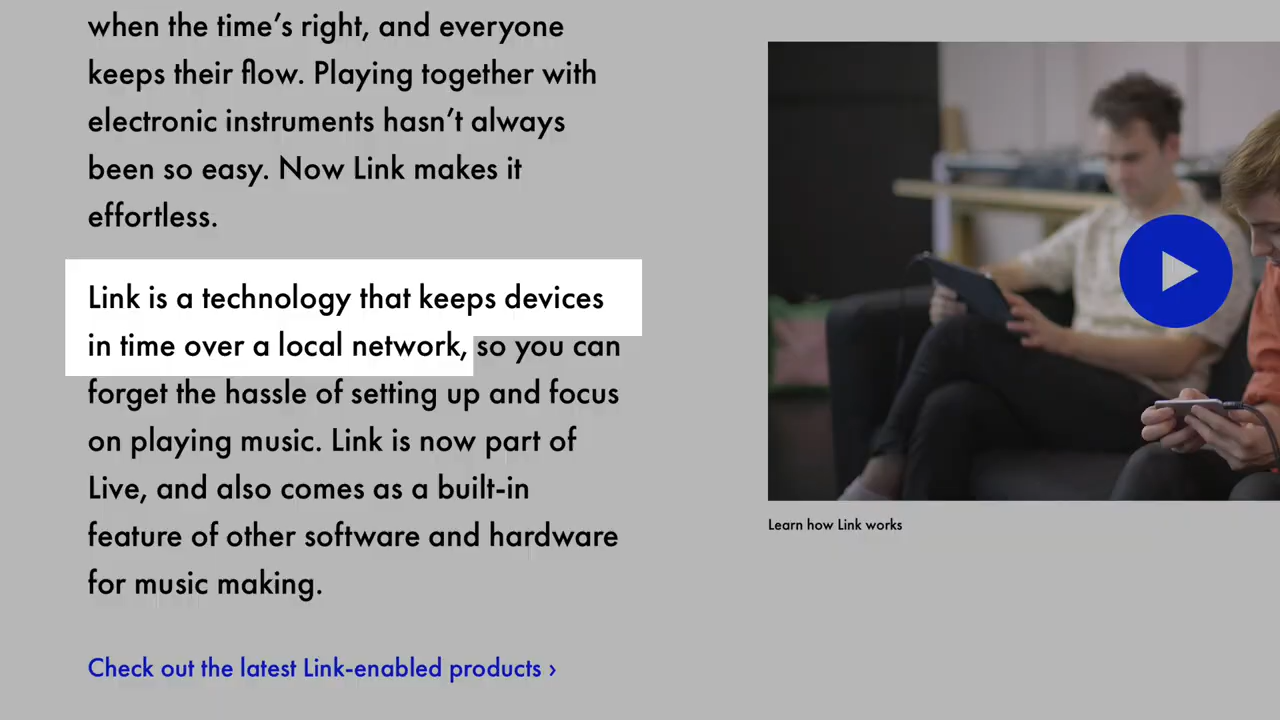 when the time’s right, and everyone
keeps their flow. Playing together with
electronic instruments hasn’t always
been so easy. Now Link makes it
effortless.
Link is a technology that keeps devices
in time over a local network, so you can
forget the hassle of setting up and focus
on playing music. Link is now part of
Live, and also comes as a built-in
feature of other software and hardware
for music making.
Check out the latest Link-enabled products ›
Learn how Link works